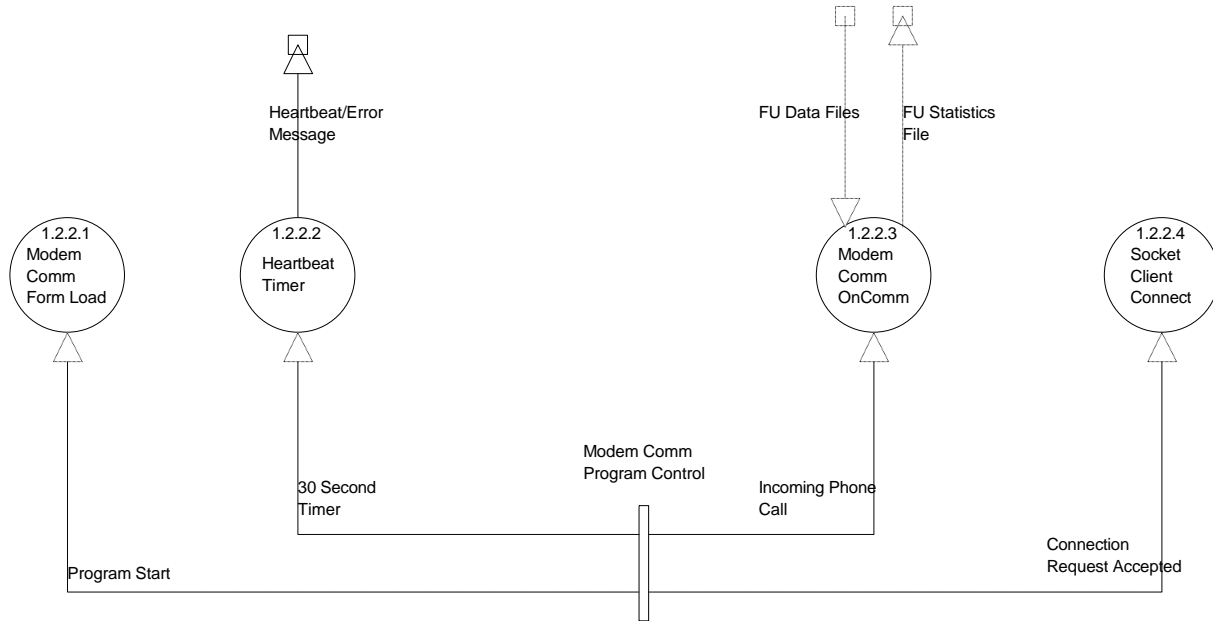 Heartbeat/Error
Message
FU Data Files
FU Statistics
File
1.2.2.1
Modem
Comm
Form Load
1.2.2.2
Heartbeat
Timer
1.2.2.3
Modem
Comm
OnComm
1.2.2.4
Socket
Client
Connect
Modem Comm
Program Control
30 Second
Timer
Incoming Phone
Call
Program Start
Connection
Request Accepted